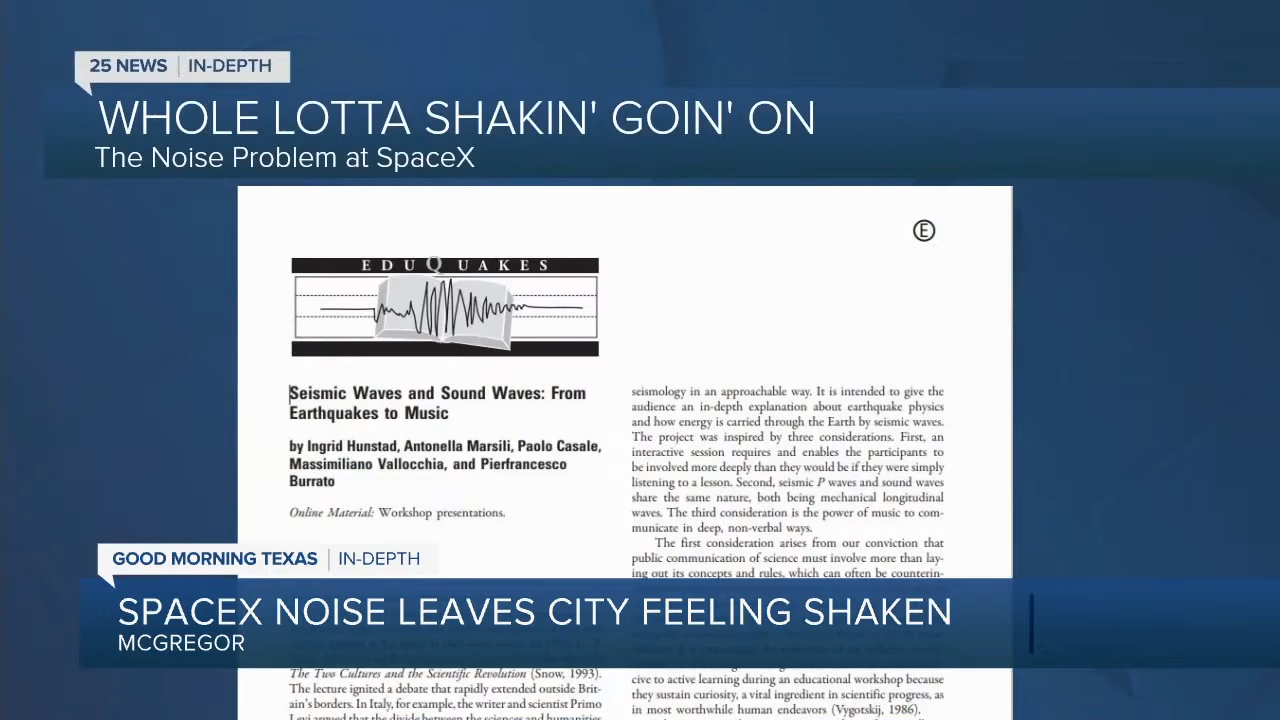 25 NEWS IN-DEPTH
WHOLE LOTTA SHAKIN' GOIN' ON
The Noise Problem at SpaceX
E
EDUQUAKES
Seismic Waves and Sound Waves: From
Earthquakes to Music
by Ingrid Hunstad, Antonella Marsili, Paolo Casale,
Massimiliano Vallocchia, and Pierfrancesco
Burrato
Online Material: Workshop presentations.
seismology in an approachable way. It is intended to give the
audience an in-depth explanation about earthquake physics
and how energy is carried through the Earth by seismic waves.
The project was inspired by three considerations. First, an
interactive session requires and enables the participants to
be involved more deeply than they would be if they were simply
listening to a lesson. Second, seismic P waves and sound waves
share the same nature, both being mechanical longitudinal
waves. The third consideration is the power of music to com-
municate in deep, non-verbal ways.
The first consideration arises from our conviction that
public communication of science must involve more than lay-
ing out its concepts and rules, which can often be counterin-
GOOD MORNING TEXAS IN-DEPTH
SPACEX NOISE LEAVES CITY FEELING SHAKEN
MCGREGOR
The Two Cultures and the Scientific Revolution (Snow, 1993).
The lecture ignited a debate that rapidly extended outside Brit-
ain's borders. In Italy, for example, the writer and scientist Primo
Levi argued that the divide between the sciences and humanities
cive to active learning during an educational workshop because
they sustain curiosity, a vital ingredient in scientific progress, as
in most worthwhile human endeavors (Vygotskij, 1986).